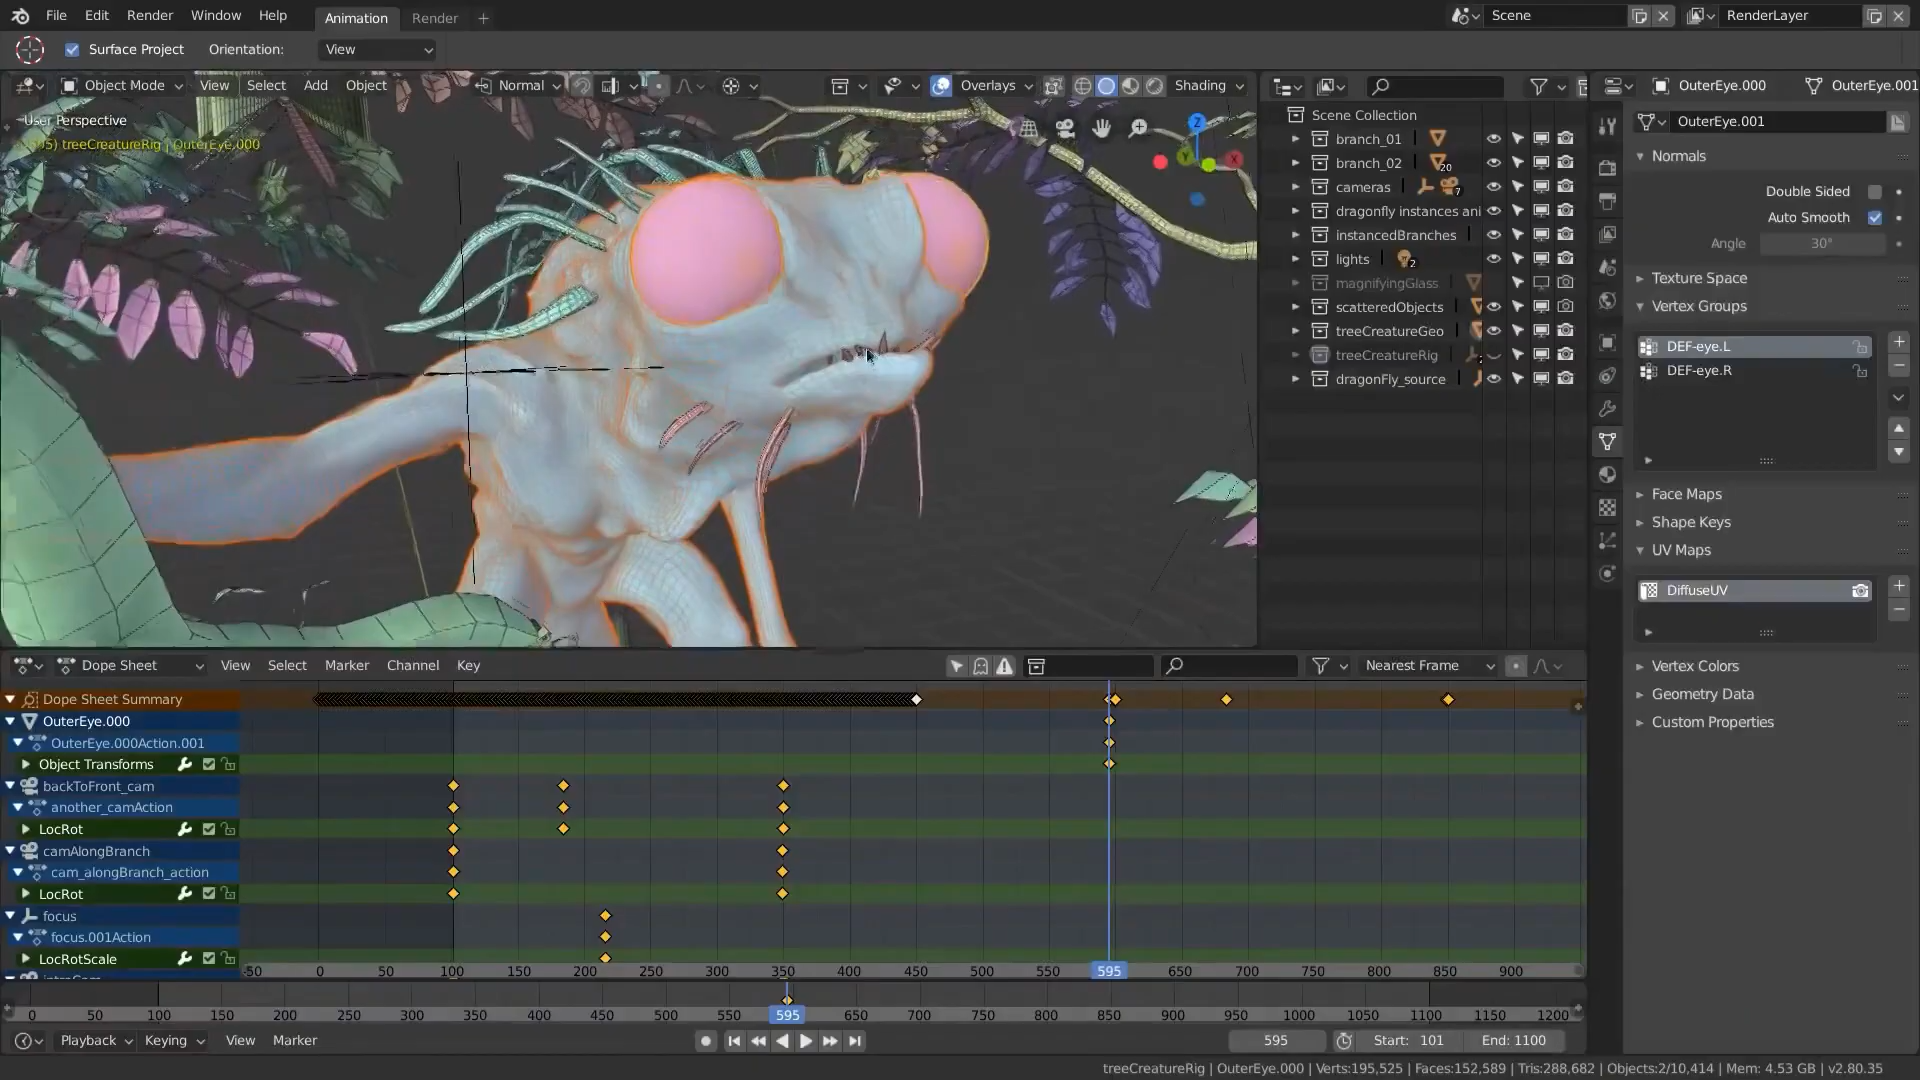 File Edit Render Window Help Animation Render + Scene RenderLayer
Surface Project Orientation: View
Object Mode View Select Add Object Normal Overlays Shading
User Perspective
treeCreatureRig | OuterEye.000
Z
Y
X
Scene Collection
branch_01
branch_02 20
cameras 7
dragonfly instances ani
instancedBranches
lights 2
magnifyingGlass
scatteredObjects
treeCreatureGeo
treeCreatureRig
dragonFly_source
OuterEye.000 OuterEye.001
OuterEye.001
Normals
Double Sided
Auto Smooth
Angle 30°
Texture Space
Vertex Groups
DEF-eye.L
DEF-eye.R
Face Maps
Shape Keys
UV Maps
DiffuseUV
Vertex Colors
Geometry Data
Custom Properties
Dope Sheet View Select Marker Channel Key Nearest Frame
Dope Sheet Summary
OuterEye.000
OuterEye.000Action.001
Object Transforms
backToFront_cam
another_camAction
LocRot
camAlongBranch
cam_alongBranch_action
LocRot
focus
focus.001Action
LocRotScale
-50 0 50 100 150 200 250 300 350 400 450 500 550 595 650 700 750 800 850 900
0 50 100 150 200 250 300 350 400 450 500 550 595 650 700 750 800 850 900 950 1000 1050 1100 1150 1200
Playback Keying View Marker 595 Start: 101 End: 1100
treeCreatureRig | OuterEye.000 | Verts:195,525 | Faces:152,589 | Tris:288,682 | Objects:2/10,414 | Mem: 4.53 GB | v2.80.35